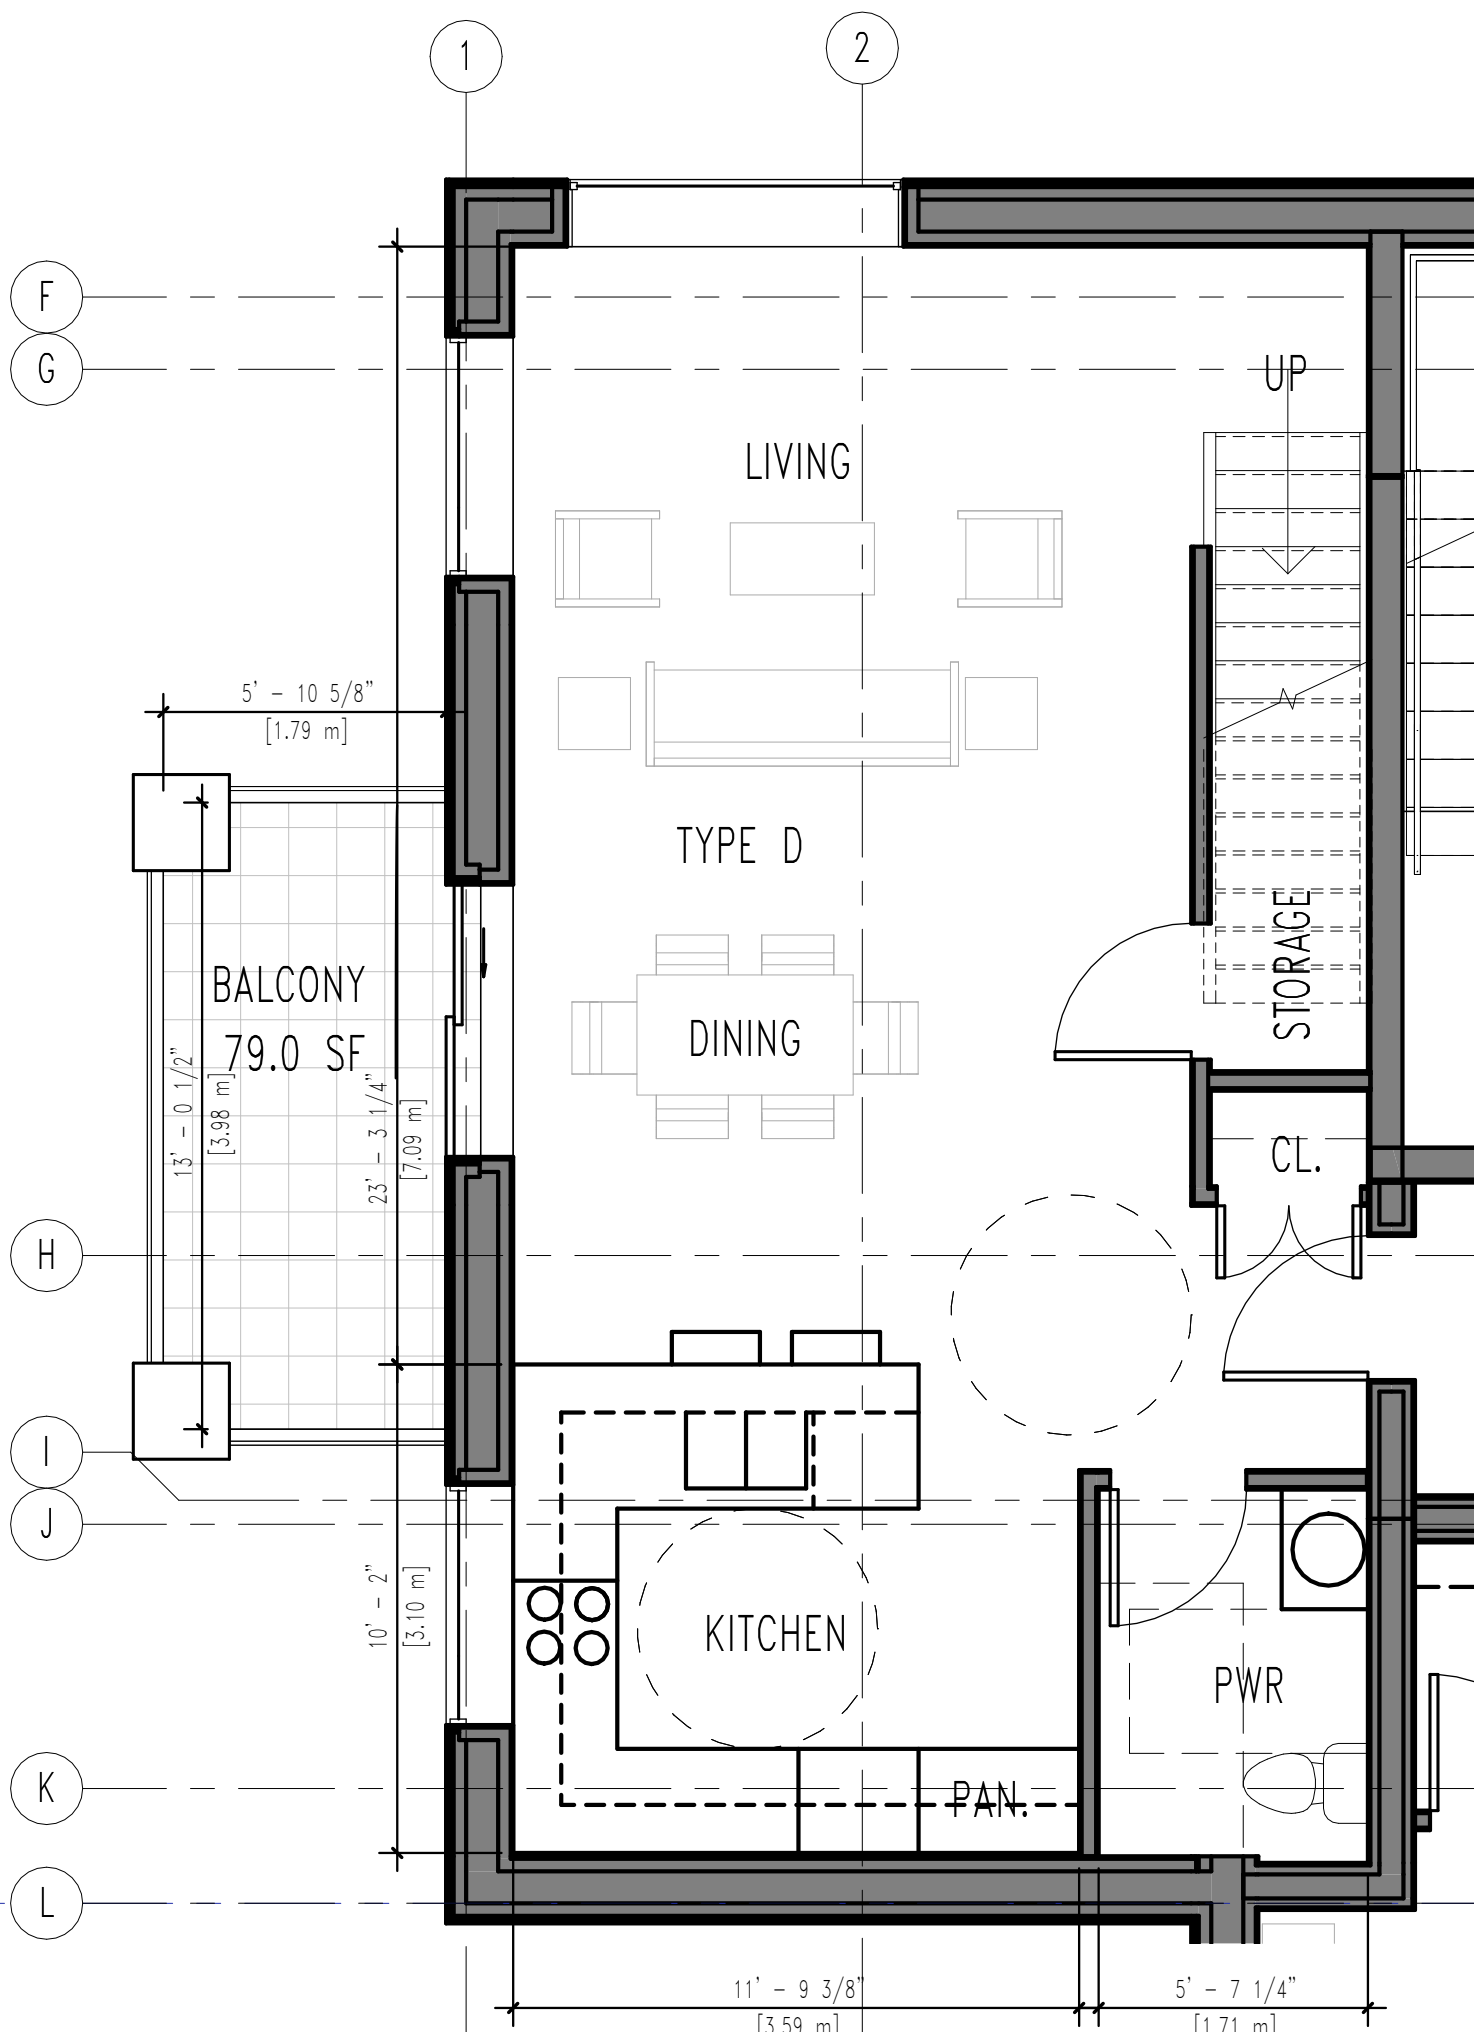 1
2
F
G
UP
LIVING
5' - 10 5/8"
[1.79 m]
TYPE D
BALCONY
79.0 SF
DINING
STORAGE
13' - 0 1/2"
[3.98 m]
23' - 3 1/4"
[7.09 m]
CL.
H
I
J
10' - 2"
[3.10 m]
KITCHEN
PWR
K
PAN.
L
11' - 9 3/8"
[3.59 m]
5' - 7 1/4"
[1.71 m]